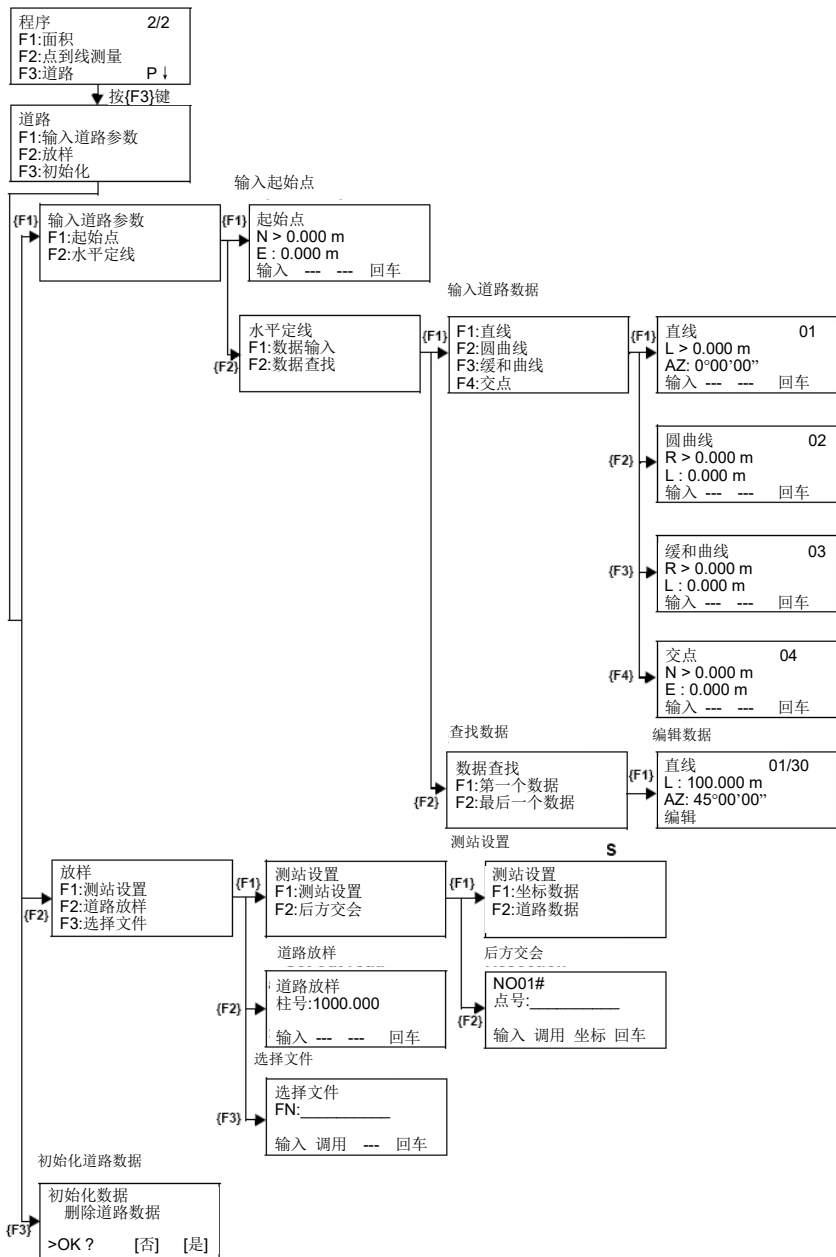 程序 2/2
F1:面积
F2:点到线测量
F3:道路 P↓
按{F3}键
道路
F1:输入道路参数
F2:放样
F3:初始化
输入起始点
{F1}
输入道路参数
F1:起始点
F2:水平定线
{F1}
起始点
N > 0.000 m
E : 0.000 m
输入 --- --- 回车
输入道路数据
{F2}
水平定线
F1:数据输入
F2:数据查找
{F1}
F1:直线
F2:圆曲线
F3:缓和曲线
F4:交点
{F1}
直线 01
L > 0.000 m
AZ: 0°00'00”
输入 --- --- 回车
{F2}
圆曲线 02
R > 0.000 m
L : 0.000 m
输入 --- --- 回车
{F3}
缓和曲线 03
R > 0.000 m
L : 0.000 m
输入 --- --- 回车
{F4}
交点 04
N > 0.000 m
E : 0.000 m
输入 --- --- 回车
查找数据
编辑数据
{F2}
数据查找
F1:第一个数据
F2:最后一个数据
{F1}
直线 01/30
L : 100.000 m
AZ: 45°00'00”
编辑
测站设置
S
{F2}
放样
F1:测站设置
F2:道路放样
F3:选择文件
{F1}
测站设置
F1:测站设置
F2:后方交会
{F1}
测站设置
F1:坐标数据
F2:道路数据
道路放样
后方交会
{F2}
道路放样
柱号:1000.000
输入 --- --- 回车
{F2}
NO01#
点号:__________
输入 调用 坐标 回车
选择文件
{F3}
选择文件
FN:__________
输入 调用 --- 回车
初始化道路数据
{F3}
初始化数据
删除道路数据
>OK ? [否] [是]